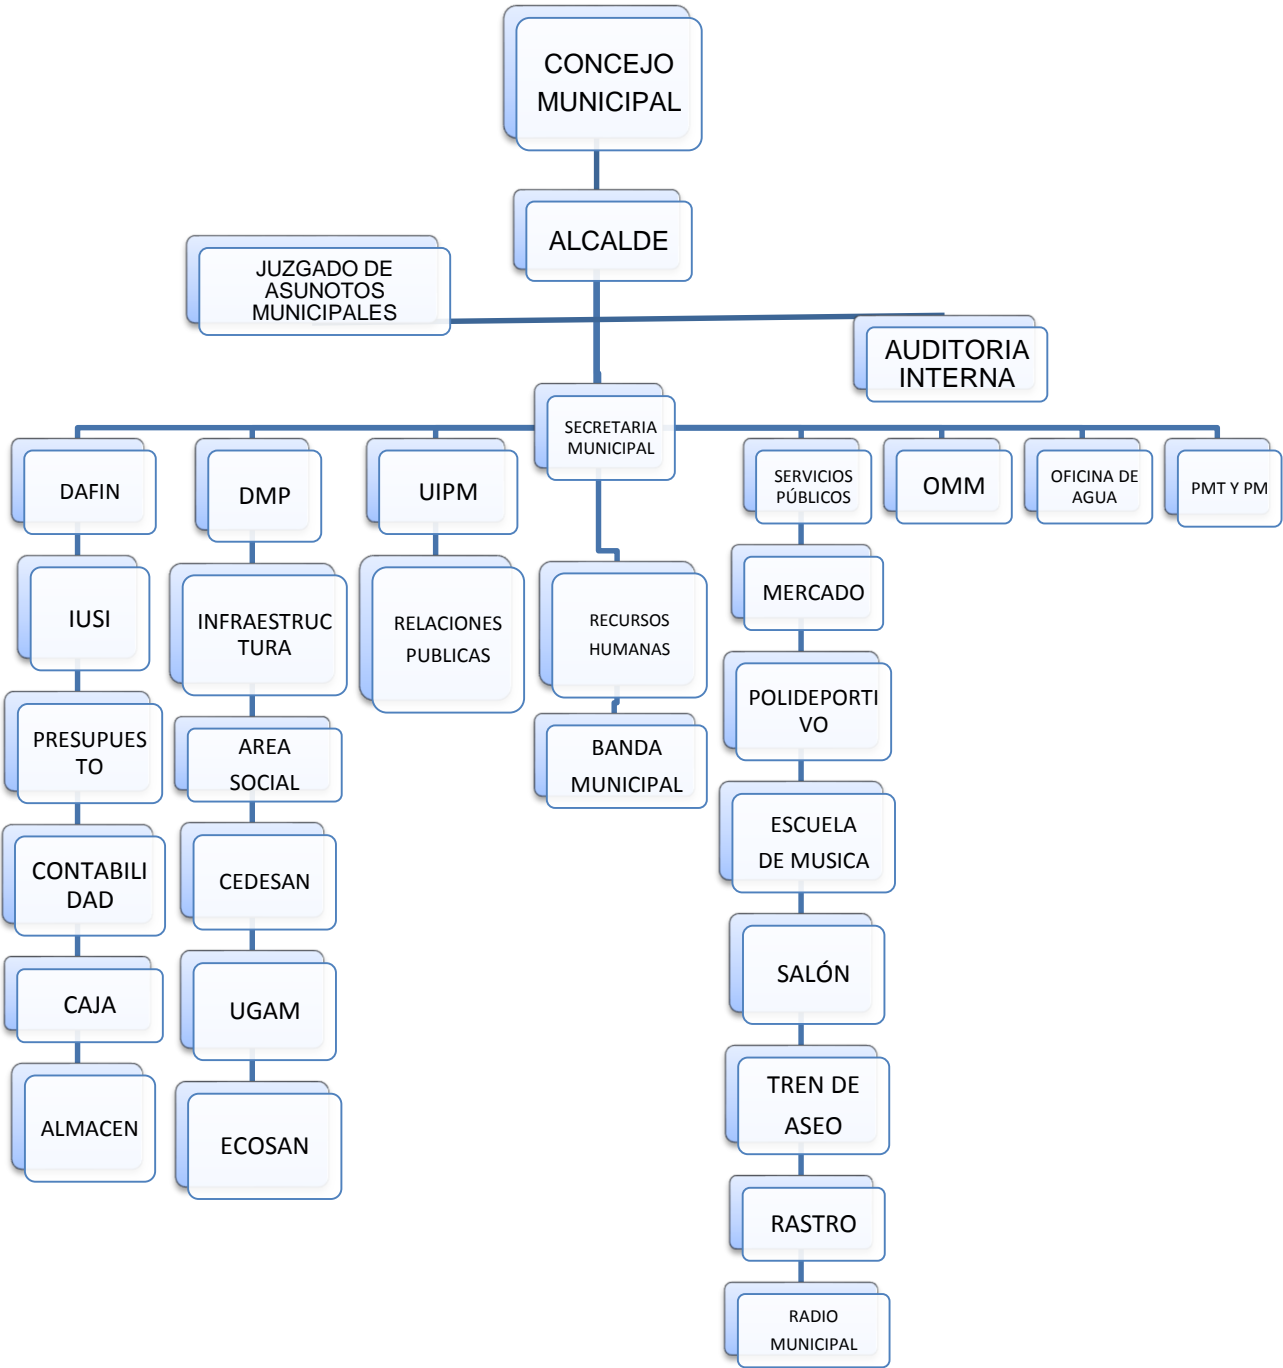 CONCEJO
MUNICIPAL
ALCALDE
JUZGADO DE
ASUNOTOS
MUNICIPALES
AUDITORIA
INTERNA
SECRETARIA
MUNICIPAL
DAFIN
DMP
UIPM
SERVICIOS
PÚBLICOS
OMM
OFICINA DE
AGUA
PMT Y PM
IUSI
PRESUPUES
TO
CONTABILI
DAD
CAJA
ALMACEN
INFRAESTRUC
TURA
AREA
SOCIAL
CEDESAN
UGAM
ECOSAN
RELACIONES
PUBLICAS
RECURSOS
HUMANAS
BANDA
MUNICIPAL
MERCADO
POLIDEPORTI
VO
ESCUELA
DE MUSICA
SALÓN
TREN DE
ASEO
RASTRO
RADIO
MUNICIPAL